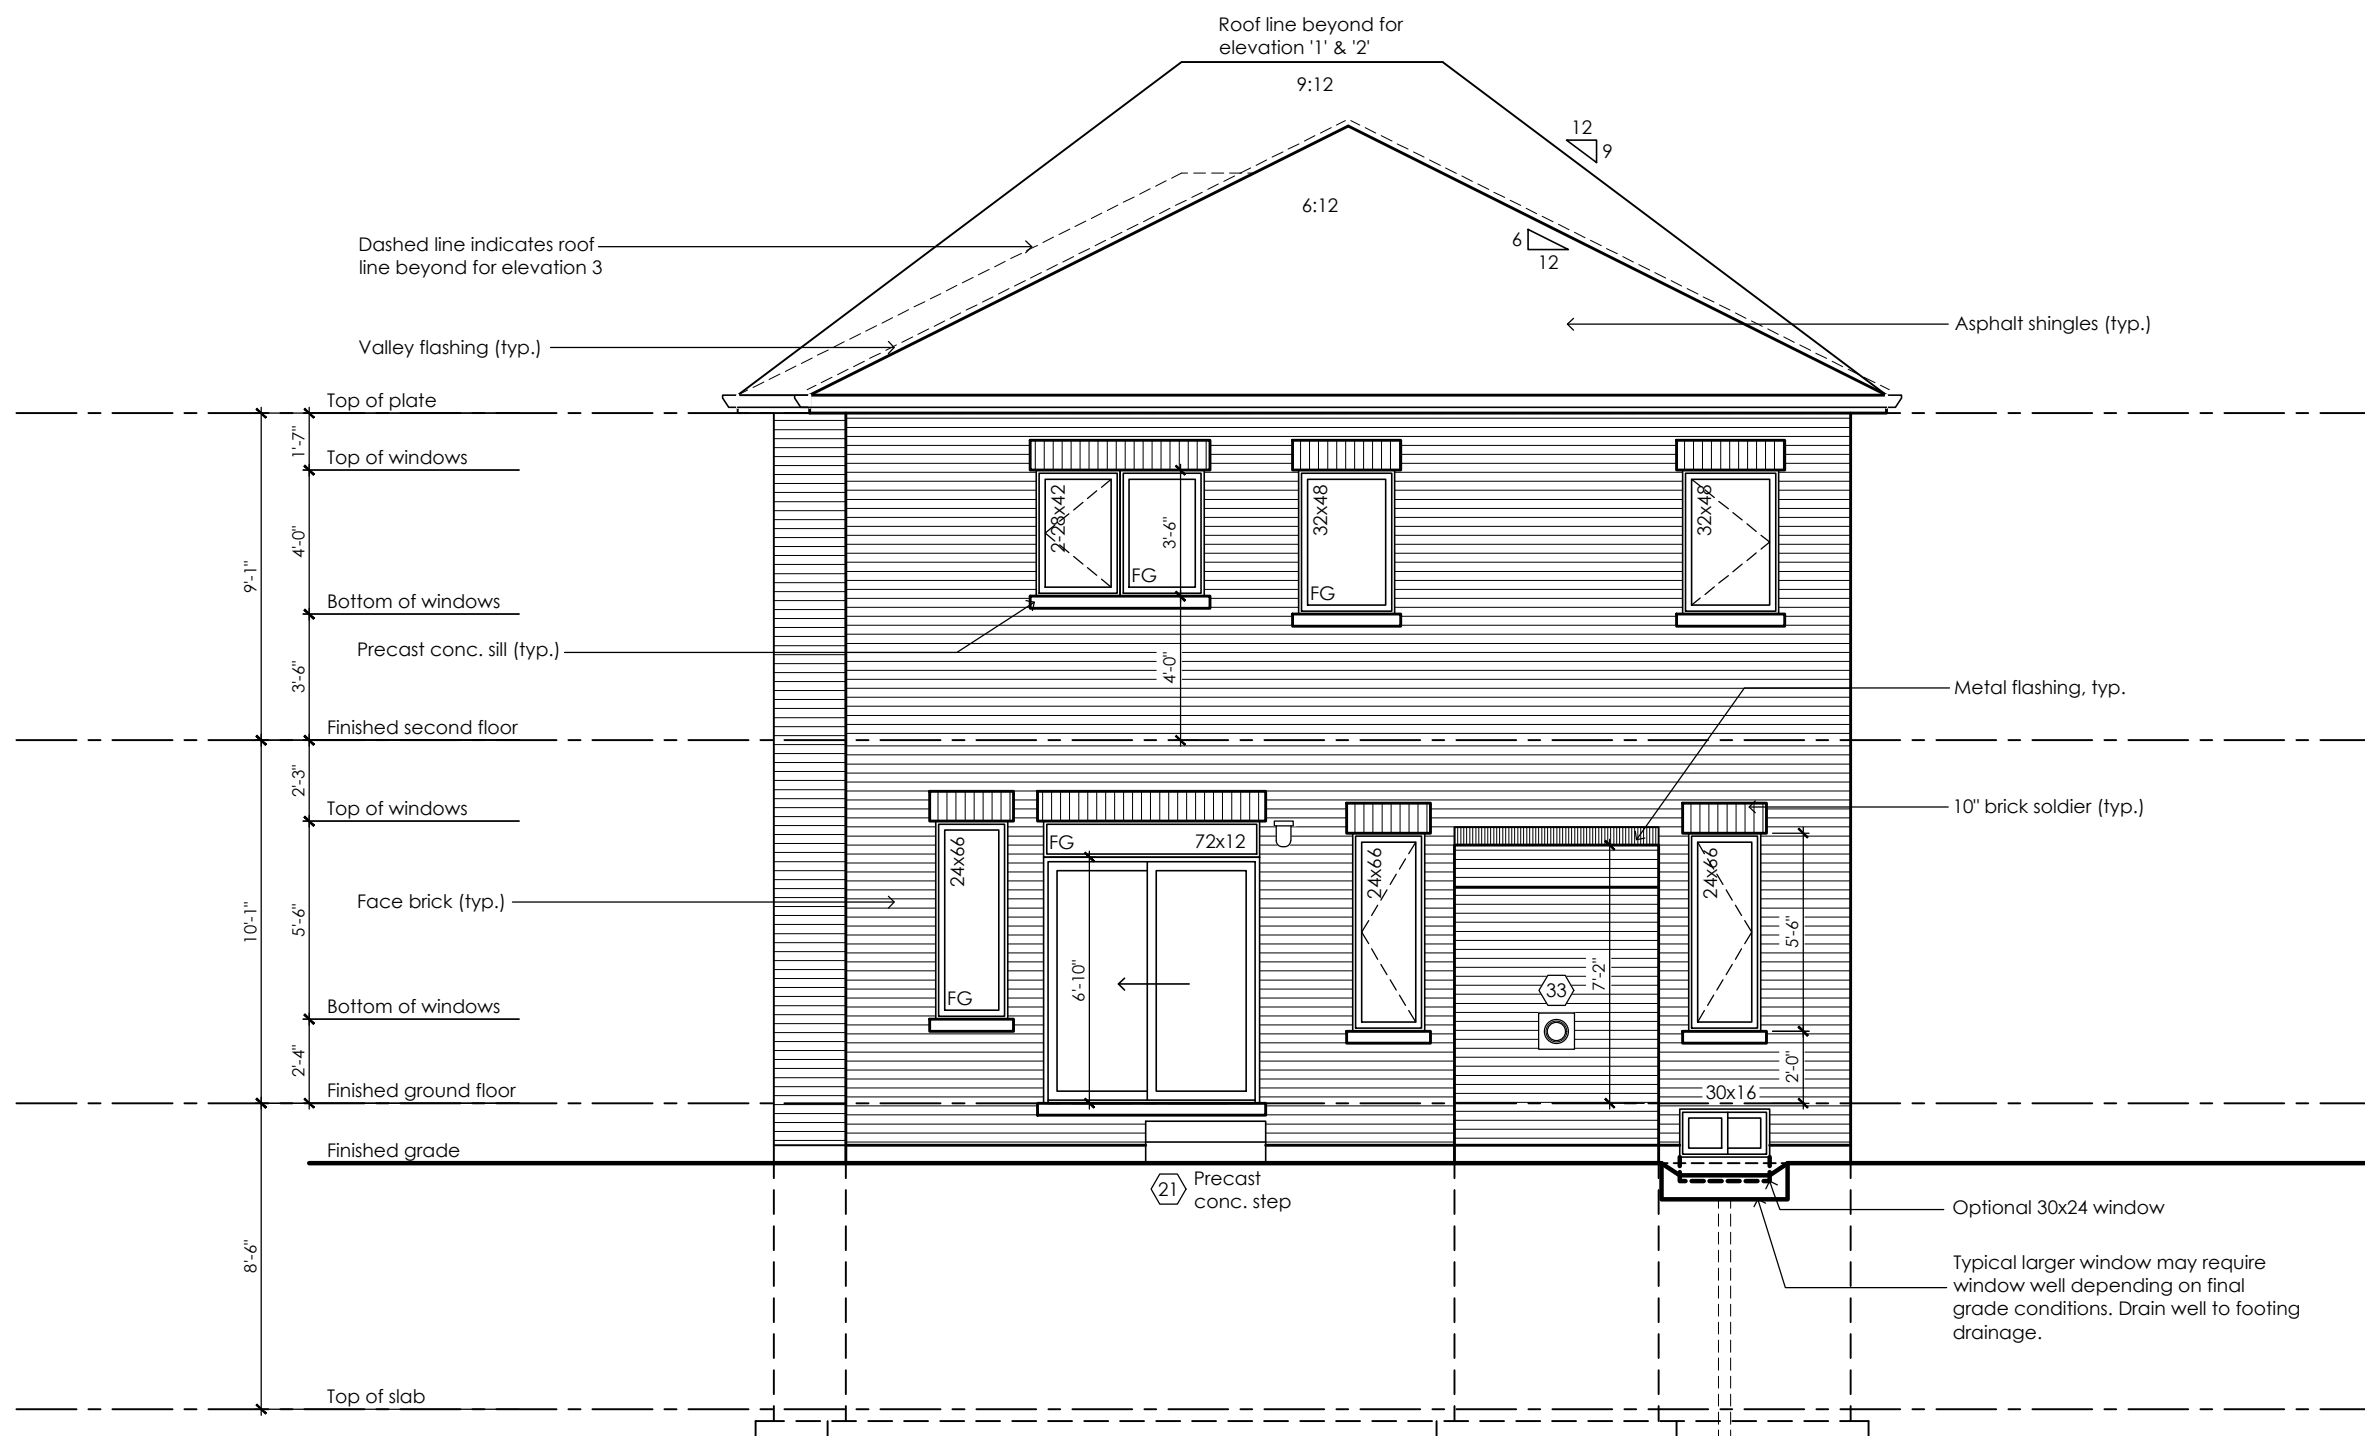 Roof line beyond for
elevation '1' & '2'
9:12
12
9
6:12
6
12
Dashed line indicates roof
line beyond for elevation 3
Valley flashing (typ.)
Asphalt shingles (typ.)
Top of plate
1'-7"
Top of windows
4'-0"
9'-1"
Bottom of windows
3'-6"
Precast conc. sill (typ.)
Finished second floor
2-28x42
3'-6"
FG
4'-0"
32x48
FG
32x48
Metal flashing, typ.
2'-3"
Top of windows
10" brick soldier (typ.)
FG
72x12
24x66
FG
24x66
24x66
Face brick (typ.)
10'-1"
5'-6"
6'-10"
33
7'-2"
5'-6"
Bottom of windows
2'-4"
2'-0"
Finished ground floor
30x16
Finished grade
21
Precast
conc. step
Optional 30x24 window
8'-6"
Typical larger window may require
window well depending on final
grade conditions. Drain well to footing
drainage.
Top of slab